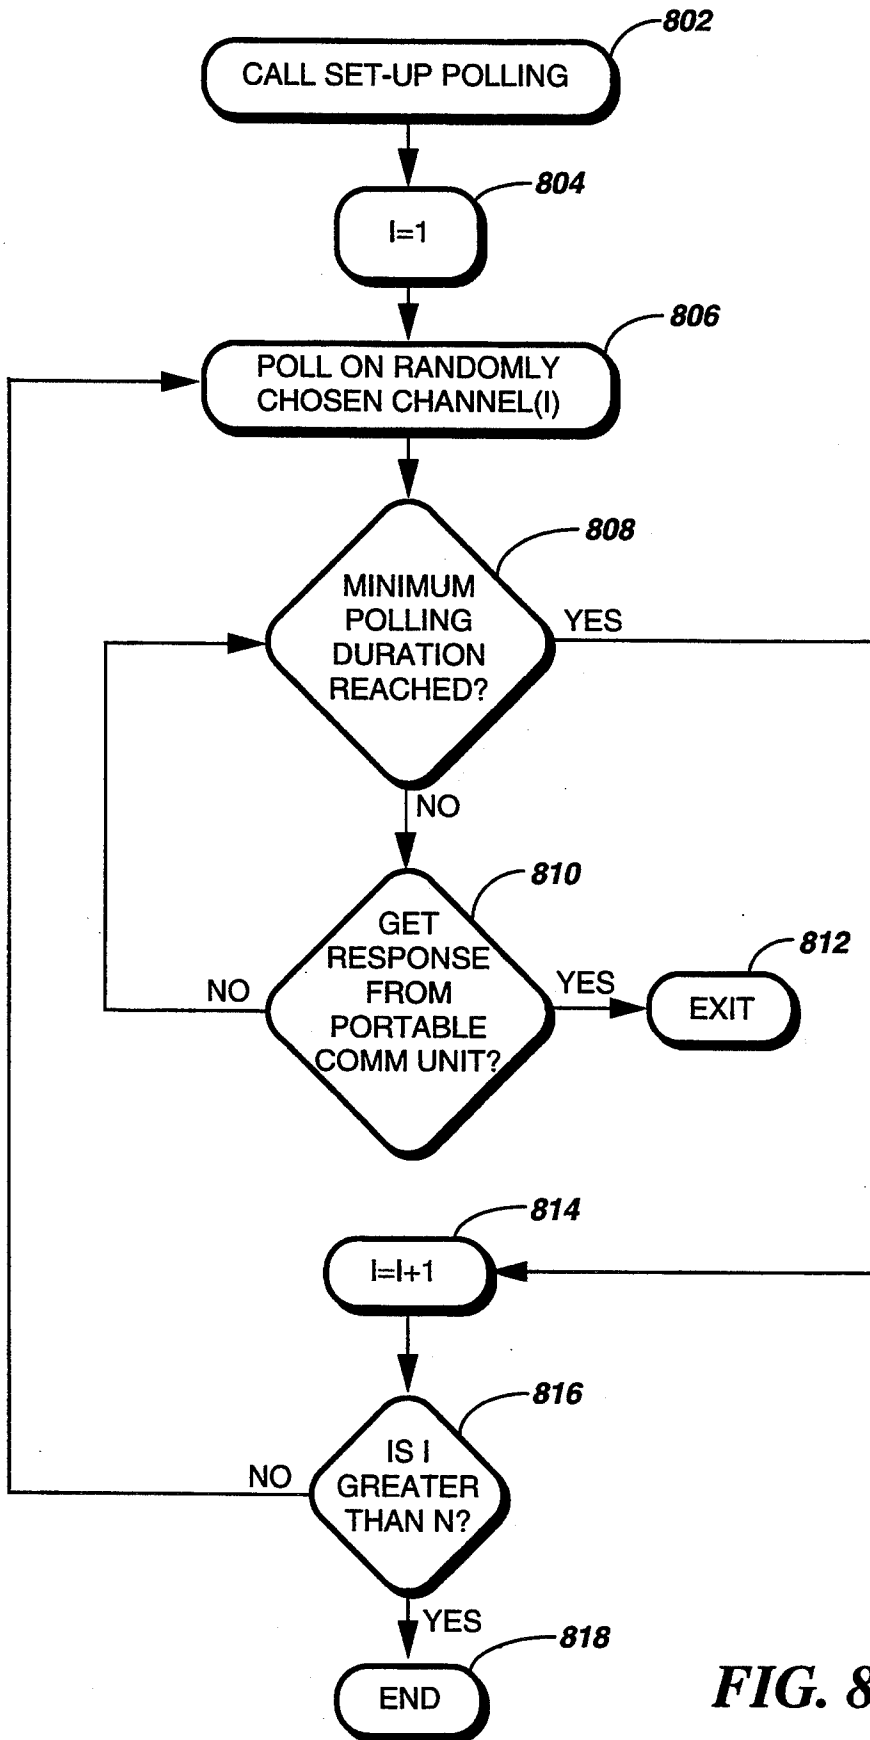 802
CALL SET-UP POLLING
804
I=1
806
POLL ON RANDOMLY
CHOSEN CHANNEL(I)
808
MINIMUM
POLLING
DURATION
REACHED?
YES
NO
810
GET
RESPONSE
FROM
PORTABLE
COMM UNIT?
NO
YES
812
EXIT
814
I=I+1
816
IS I
GREATER
THAN N?
NO
YES
818
END
FIG. 8